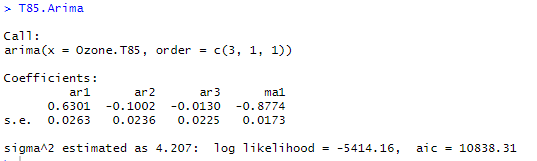 > T85.Arima
Call:
arima(x = Ozone.T85, order = c(3, 1, 1))
Coefficients:
ar1 ar2 ar3 ma1
0.6301 -0.1002 -0.0130 -0.8774
s.e. 0.0263 0.0236 0.0225 0.0173
sigma^2 estimated as 4.207: log likelihood = -5414.16, aic = 10838.31